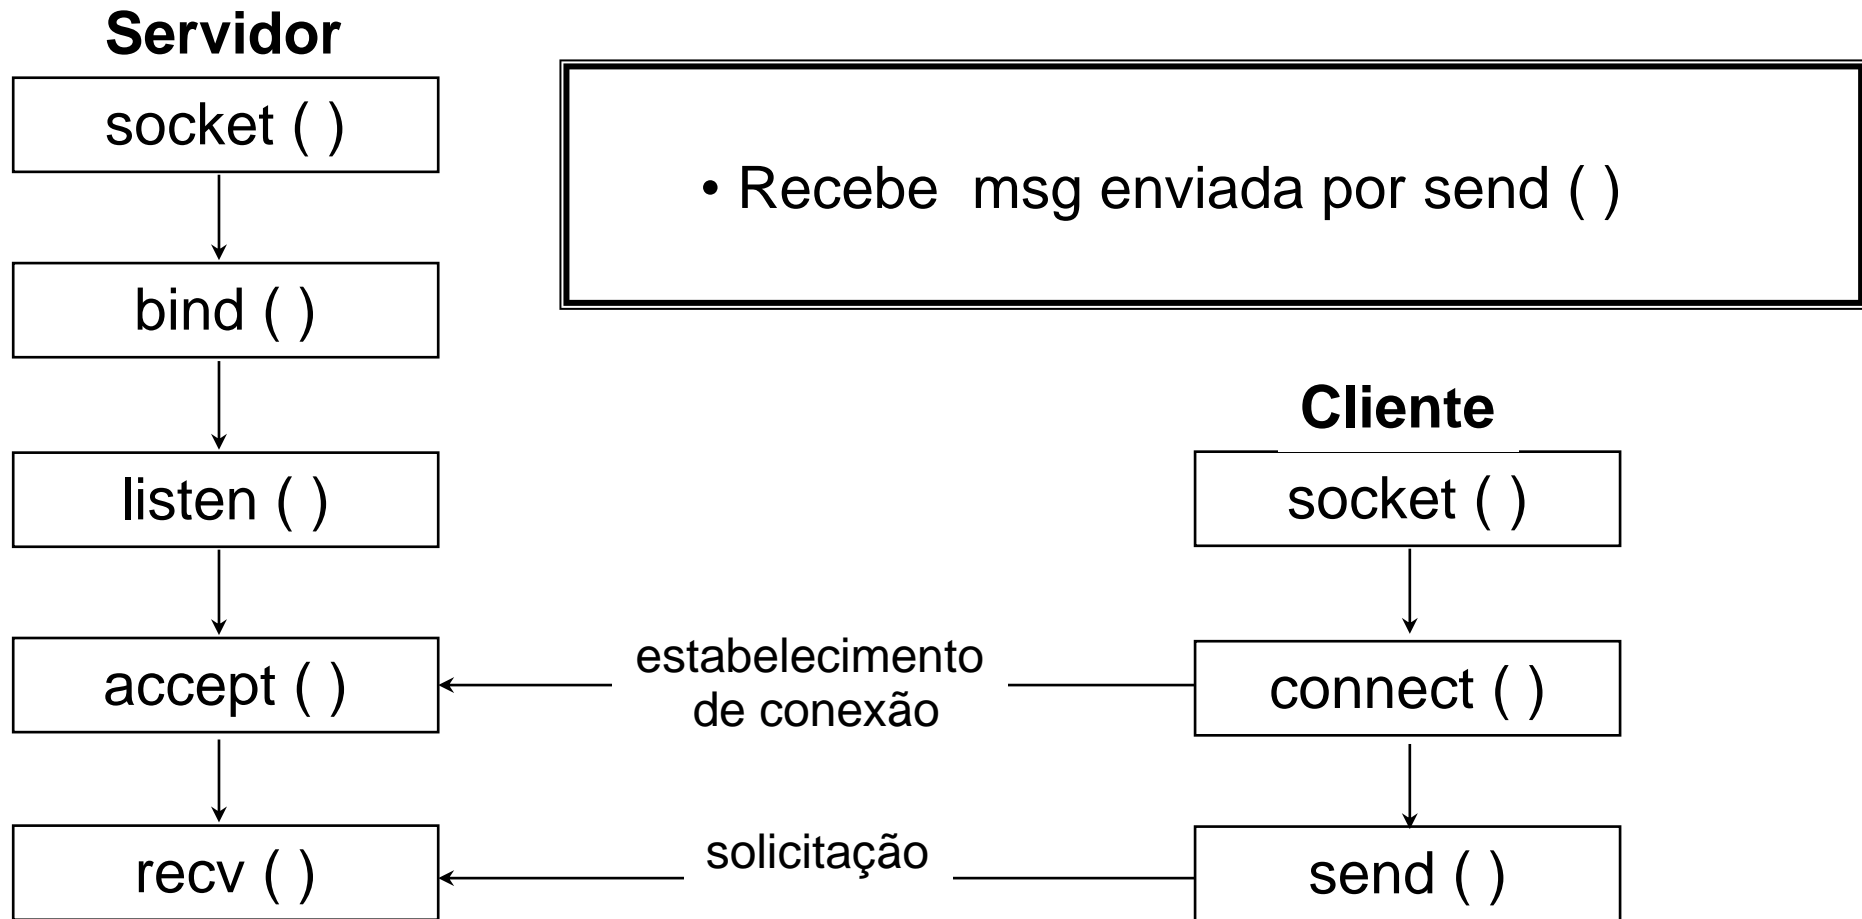 Servidor
socket ( )
• Recebe  msg enviada por send ( )
bind ( )
Cliente
listen ( )
socket ( )
estabelecimento
de conexão
accept ( )
connect ( )
solicitação
recv ( )
send ( )